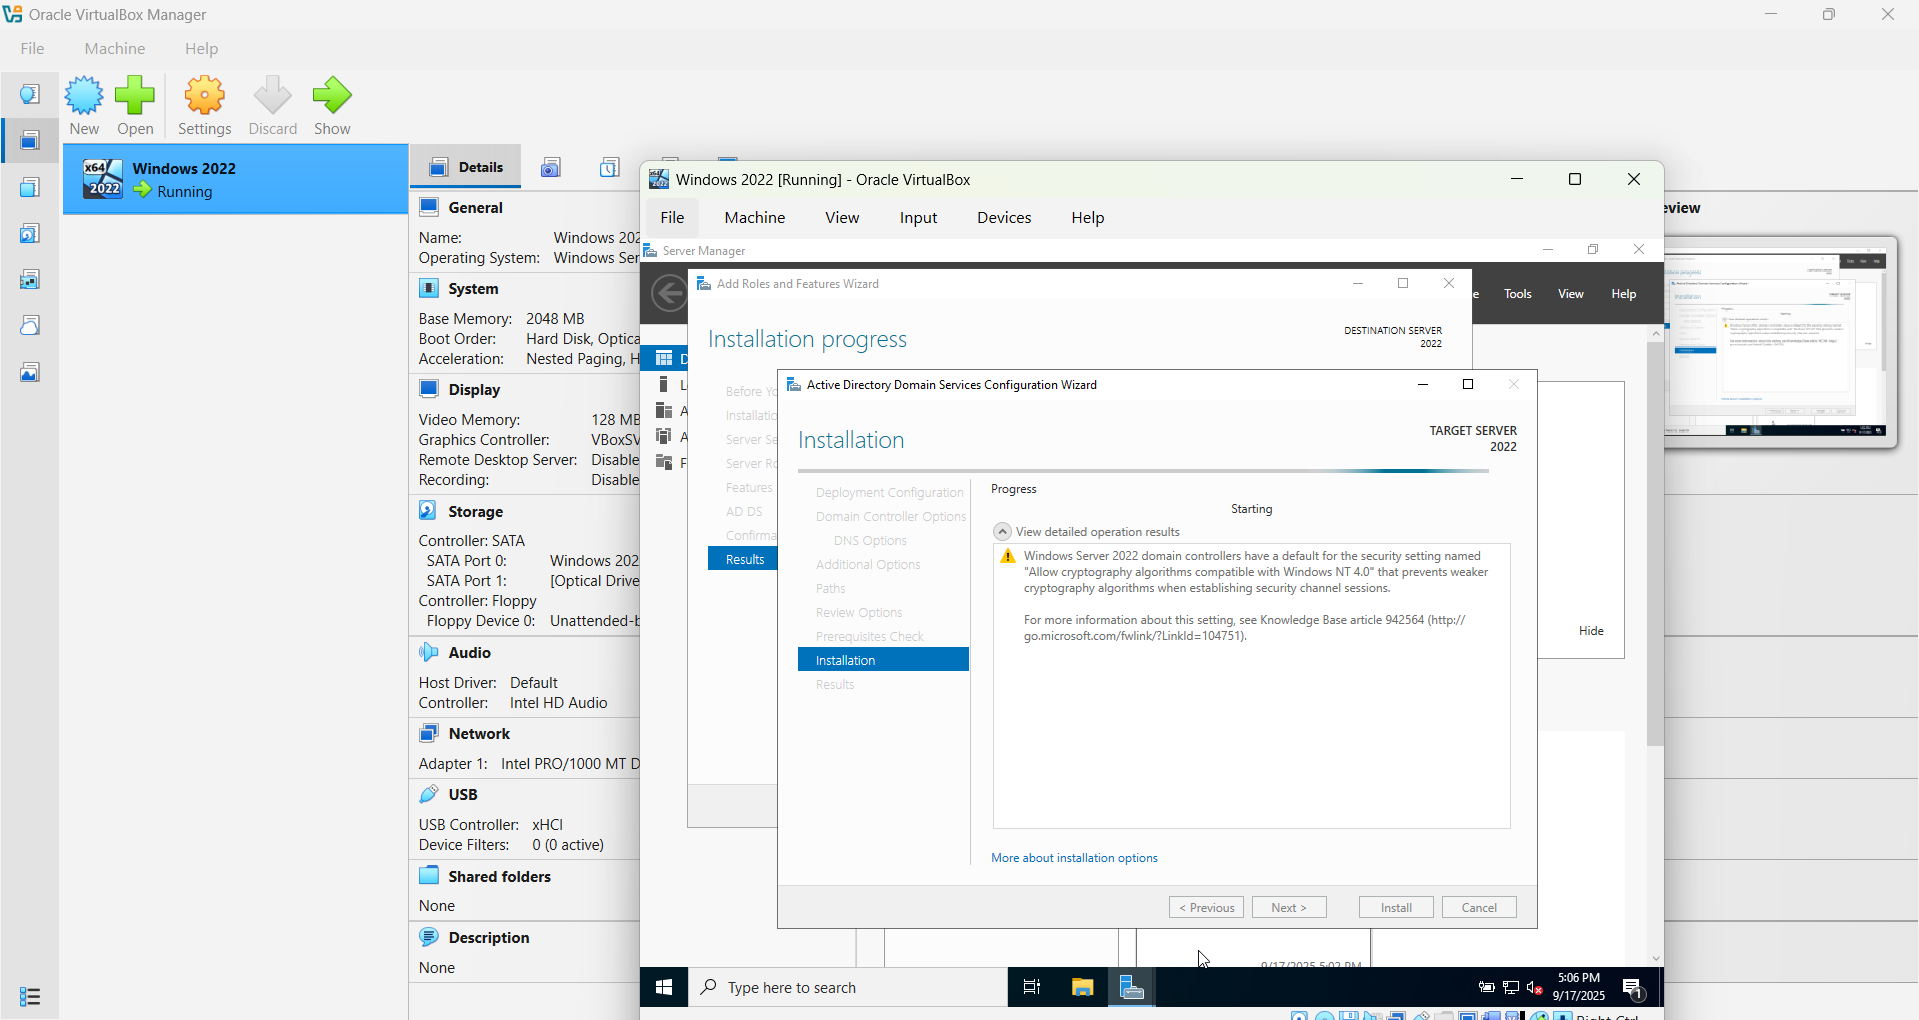 Oracle VirtualBox Manager
File Machine Help
New Open Settings Discard Show
x64 2022 Windows 2022
Running
Details
General
Name: Windows 202
Operating System: Windows Ser
System
Base Memory: 2048 MB
Boot Order: Hard Disk, Optica
Acceleration: Nested Paging, H
Display
Video Memory: 128 MB
Graphics Controller: VBoxSV
Remote Desktop Server: Disable
Recording: Disable
Storage
Controller: SATA
SATA Port 0: Windows 202
SATA Port 1: [Optical Drive
Controller: Floppy
Floppy Device 0: Unattended-b
Audio
Host Driver: Default
Controller: Intel HD Audio
Network
Adapter 1: Intel PRO/1000 MT D
USB
USB Controller: xHCI
Device Filters: 0 (0 active)
Shared folders
None
Description
None
eview
Windows 2022 [Running] - Oracle VirtualBox
File Machine View Input Devices Help
Server Manager
e Tools View Help
Add Roles and Features Wizard
Installation progress
DESTINATION SERVER
2022
Before Yo
Installatio
Server Se
Server Ro
Features
AD DS
Confirma
Results
Active Directory Domain Services Configuration Wizard
Installation
TARGET SERVER
2022
Deployment Configuration
Domain Controller Options
DNS Options
Additional Options
Paths
Review Options
Prerequisites Check
Installation
Results
Progress
Starting
View detailed operation results
Windows Server 2022 domain controllers have a default for the security setting named
"Allow cryptography algorithms compatible with Windows NT 4.0" that prevents weaker
cryptography algorithms when establishing security channel sessions.
For more information about this setting, see Knowledge Base article 942564 (http://
go.microsoft.com/fwlink/?LinkId=104751).
More about installation options
< Previous Next > Install Cancel
Hide
9/17/2025 5:02 PM
Type here to search
5:06 PM
9/17/2025
1
Right Ctrl